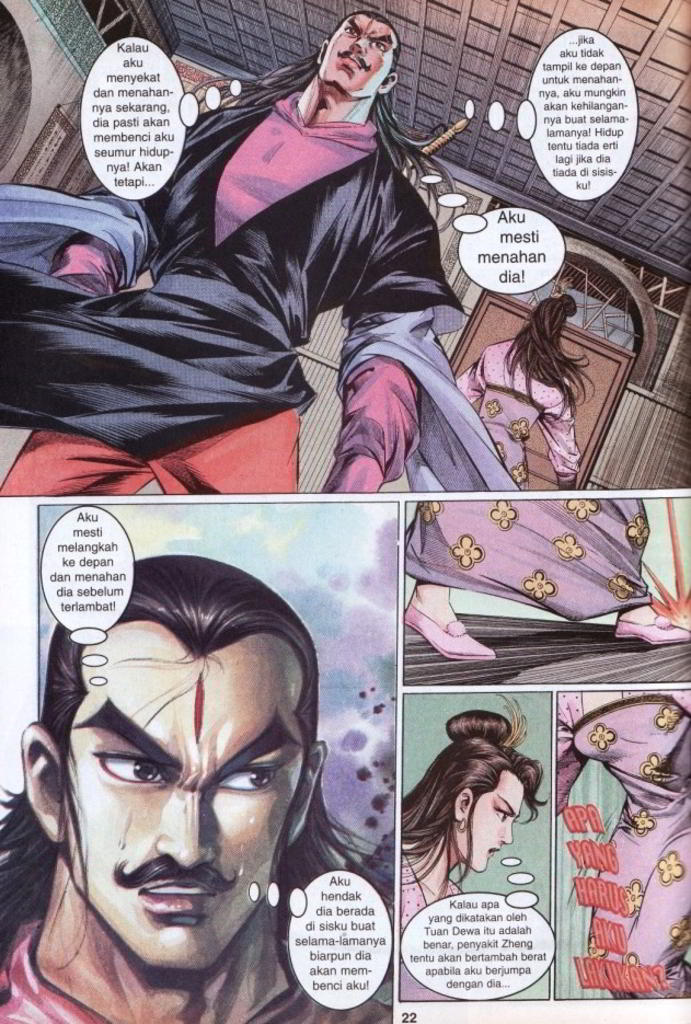 Kalau
aku
menyekat
dan menahan-
nya sekarang,
dia pasti akan
membenci aku
seumur hidup-
nya! Akan
tetapi...
...jika
aku tidak
tampil ke depan
untuk menahan-
nya, aku mungkin
akan kehilangan-
nya buat selama-
lamanya! Hidup
tentu tiada erti
lagi jika dia
tiada di sisis-
ku!
Aku
mesti
menahan
dia!
Aku
mesti
melangkah
ke depan
dan menahan
dia sebelum
terlambat!
Aku
hendak
dia berada
di sisku buat
selama-lamanya
biarpun dia
akan mem-
benci aku!
Kalau apa
yang dikatakan oleh
Tuan Dewa itu adalah
benar, penyakit Zheng
tentu akan bertambah berat
apabila aku berjumpa
dengan dia...
APA
YANG
HARUS
AKU
LAKUKAN?
22